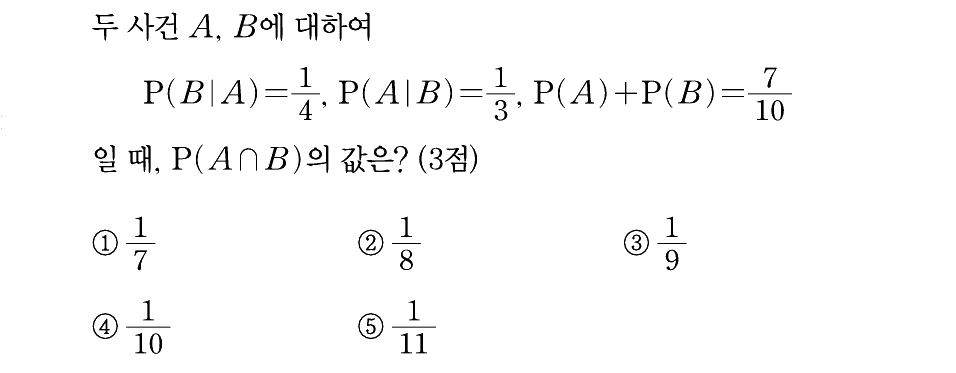 두 사건 A, B에 대하여
P(B|A)=1/4, P(A|B)=1/3, P(A)+P(B)=7/10
일 때, P(A∩B)의 값은? (3점)
① 1/7 ② 1/8 ③ 1/9
④ 1/10 ⑤ 1/11